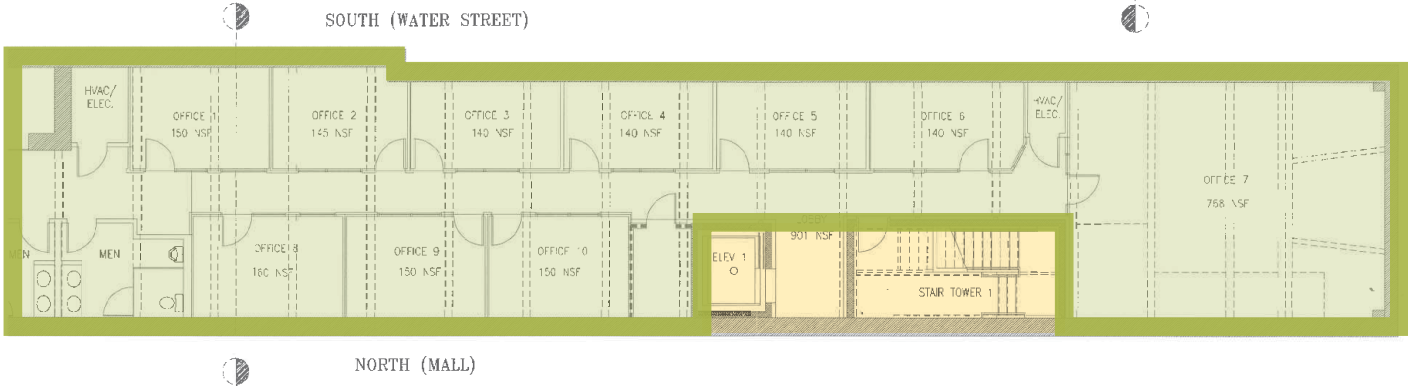 SOUTH (WATER STREET)
HVAC/
ELEC.
OFFICE 1
150 NSF
OFFICE 2
145 NSF
OFFICE 3
140 NSF
OFFICE 4
140 NSF
OFFICE 5
140 NSF
OFFICE 6
140 NSF
HVAC/
ELEC.
OFFICE 7
768 NSF
MEN
MEN
OFFICE 8
160 NSF
OFFICE 9
150 NSF
OFFICE 10
150 NSF
ELEV 1
901 NSF
STAIR TOWER 1
NORTH (MALL)